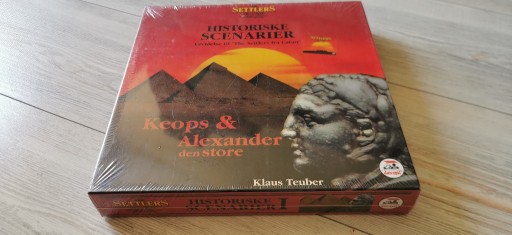 SETTLERS
HISTORISKE
SCENARIER
Keops &
Alexander
den store
Klaus Teuber
SETTLERS
HISTORISKE
SCENARIER
I